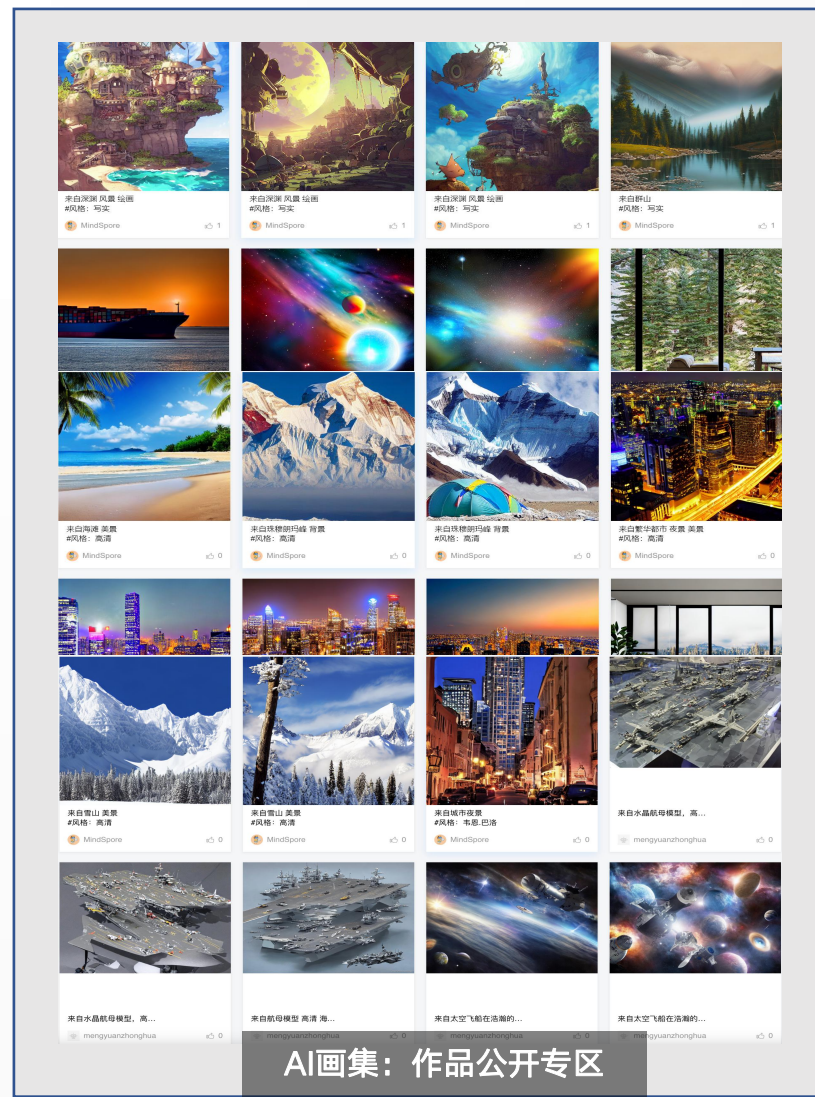 来自深渊 风景 绘画
#风格：写实
MindSpore 1
来自深渊 风景 绘画
#风格：写实
MindSpore 1
来自深渊 风景 绘画
#风格：写实
MindSpore 1
来自群山
#风格：写实
MindSpore 1
来自海滩 美景
#风格：高清
MindSpore 0
来自珠穆朗玛峰 背景
#风格：高清
MindSpore 0
来自珠穆朗玛峰 背景
#风格：高清
MindSpore 0
来自繁华都市 夜景 美景
#风格：高清
MindSpore 0
来自雪山 美景
#风格：高清
MindSpore 0
来自雪山 美景
#风格：高清
MindSpore 0
来自城市夜景
#风格：韦恩.巴洛
MindSpore 0
来自水晶航母模型，高...
mengyuanzhonghua 0
来自水晶航母模型，高...
mengyuanzhonghua 0
来自航母模型 高清 海...
mengyuanzhonghua 0
来自太空飞船在浩瀚的...
mengyuanzhonghua 0
来自太空飞船在浩瀚的...
mengyuanzhonghua 0
AI画集：作品公开专区